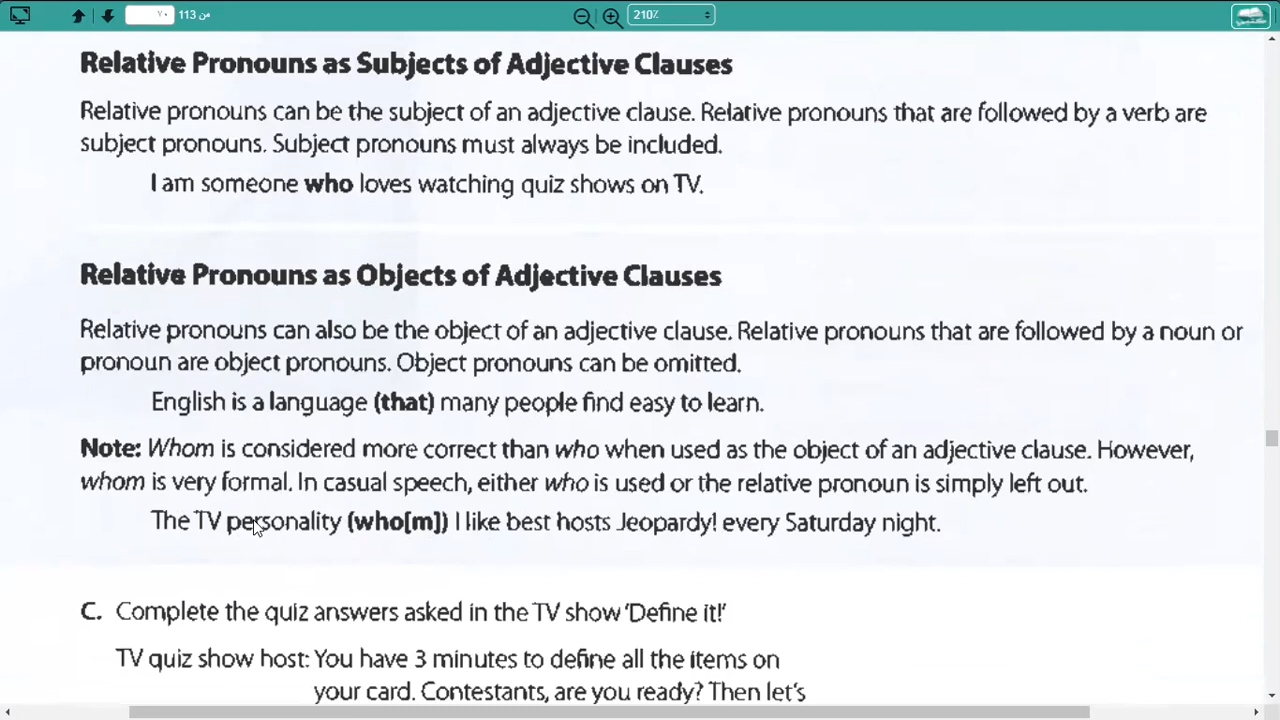 ٧٠ من 113
210٪
Relative Pronouns as Subjects of Adjective Clauses
Relative pronouns can be the subject of an adjective clause. Relative pronouns that are followed by a verb are
subject pronouns. Subject pronouns must always be included.
I am someone who loves watching quiz shows on TV.
Relative Pronouns as Objects of Adjective Clauses
Relative pronouns can also be the object of an adjective clause. Relative pronouns that are followed by a noun or
pronoun are object pronouns. Object pronouns can be omitted.
English is a language (that) many people find easy to learn.
Note: Whom is considered more correct than who when used as the object of an adjective clause. However,
whom is very formal. In casual speech, either who is used or the relative pronoun is simply left out.
The TV personality (who[m]) I like best hosts Jeopardy! every Saturday night.
C. Complete the quiz answers asked in the TV show 'Define it!'
TV quiz show host: You have 3 minutes to define all the items on
your card. Contestants, are you ready? Then let's